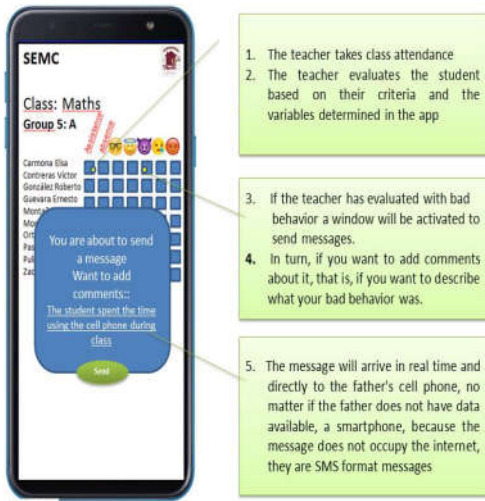 SEMC
Class: Maths
Group 5: A
assistance
absence
Carmona Elsa
Contreras Víctor
González Roberto
Guevara Ernesto
You are about to send
a message
Want to add
comments::
The student spent the time
using the cell phone during
class
Send
1. The teacher takes class attendance
2. The teacher evaluates the student
based on their criteria and the
variables determined in the app
3. If the teacher has evaluated with bad
behavior a window will be activated to
send messages.
4. In turn, if you want to add comments
about it, that is, if you want to describe
what your bad behavior was.
5. The message will arrive in real time and
directly to the father's cell phone, no
matter if the father does not have data
available, a smartphone, because the
message does not occupy the internet,
they are SMS format messages